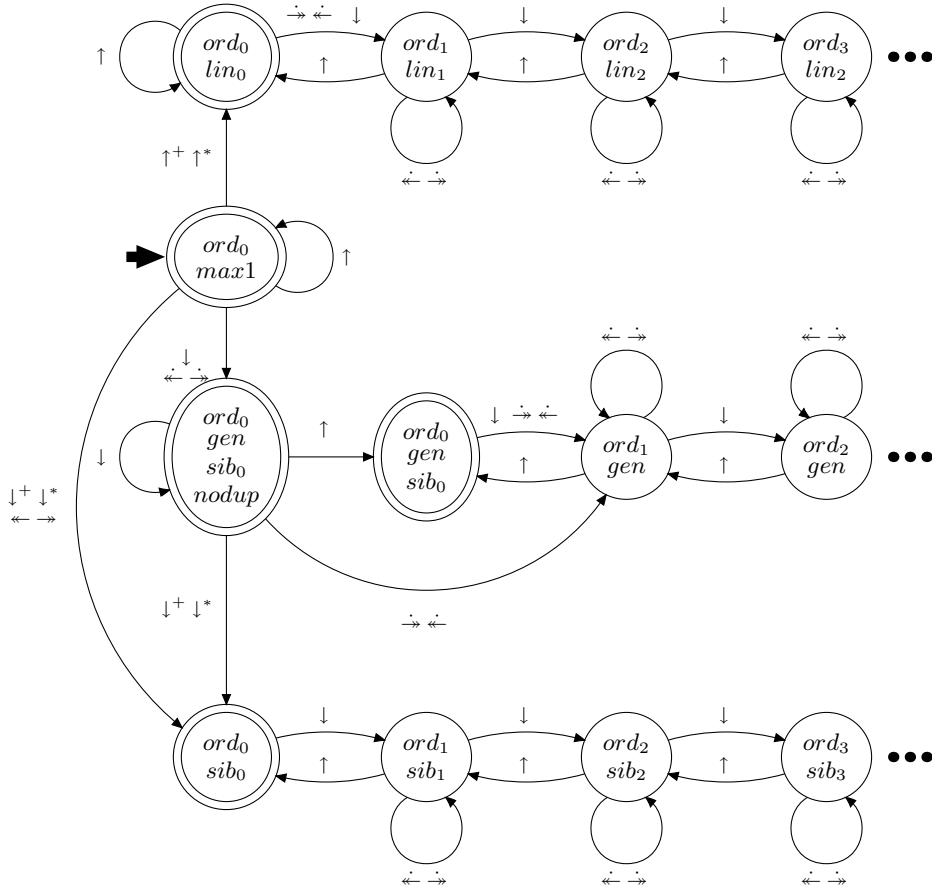 ↠̇ ↞̇ ↓ ↓ ↓
ord₀ ord₁ ord₂ ord₃
lin₀ lin₁ lin₂ lin₂
↑ ↑ ↑ ↑
↞̇ ↠̇ ↞̇ ↠̇ ↞̇ ↠̇
↑⁺ ↑*
ord₀
max1
↑
↞̇ ↠̇ ↞̇ ↠̇
↓
↞̇ ↠̇
ord₀ ord₀ ord₁ ord₂
gen gen gen gen
sib₀ sib₀
nodup
↓ ↑ ↓ ↠̇ ↞̇ ↓
↑ ↑
↓⁺ ↓*
↞ ↠
↓⁺ ↓*
↠̇ ↞̇
↓ ↓ ↓
ord₀ ord₁ ord₂ ord₃
sib₀ sib₁ sib₂ sib₃
↑ ↑ ↑
↞̇ ↠̇ ↞̇ ↠̇ ↞̇ ↠̇